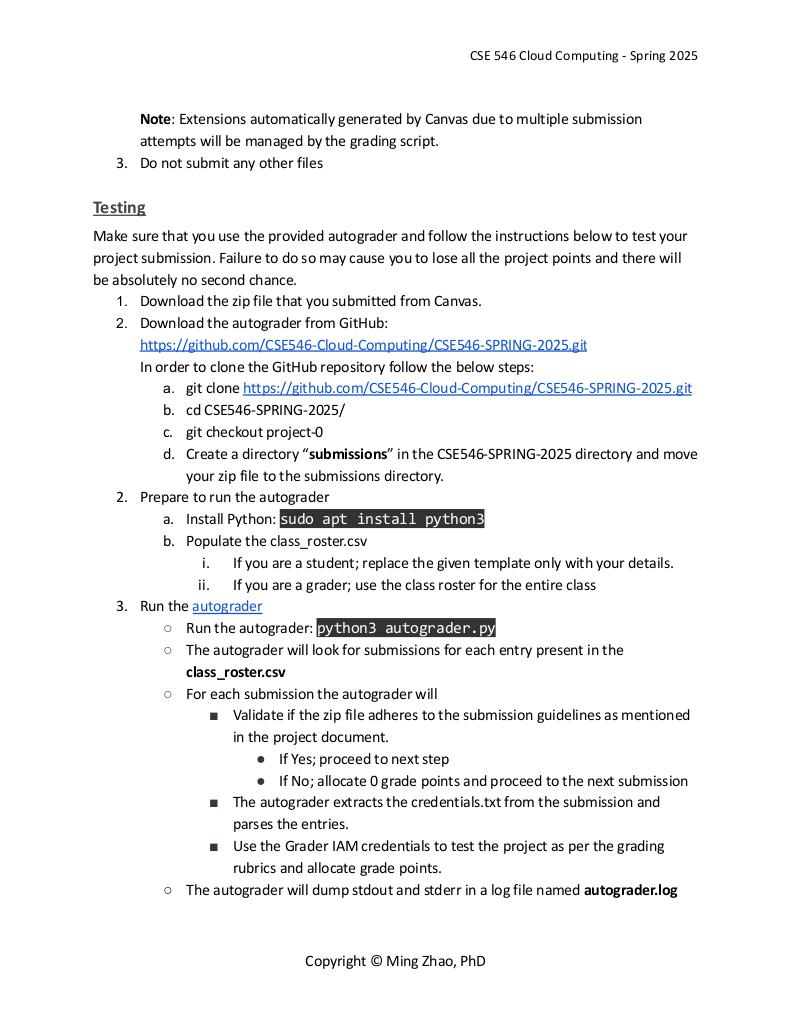 CSE 546 Cloud Computing - Spring 2025
Note: Extensions automatically generated by Canvas due to multiple submission
attempts will be managed by the grading script.
3. Do not submit any other files
Testing
Make sure that you use the provided autograder and follow the instructions below to test your
project submission. Failure to do so may cause you to lose all the project points and there will
be absolutely no second chance.
1. Download the zip file that you submitted from Canvas.
2. Download the autograder from GitHub:
https://github.com/CSE546-Cloud-Computing/CSE546-SPRING-2025.git
In order to clone the GitHub repository follow the below steps:
a. git clone https://github.com/CSE546-Cloud-Computing/CSE546-SPRING-2025.git
b. cd CSE546-SPRING-2025/
c. git checkout project-0
d. Create a directory “submissions” in the CSE546-SPRING-2025 directory and move
your zip file to the submissions directory.
2. Prepare to run the autograder
a. Install Python: sudo apt install python3
b. Populate the class_roster.csv
i. If you are a student; replace the given template only with your details.
ii. If you are a grader; use the class roster for the entire class
3. Run the autograder
○ Run the autograder: python3 autograder.py
○ The autograder will look for submissions for each entry present in the
class_roster.csv
○ For each submission the autograder will
■ Validate if the zip file adheres to the submission guidelines as mentioned
in the project document.
● If Yes; proceed to next step
● If No; allocate 0 grade points and proceed to the next submission
■ The autograder extracts the credentials.txt from the submission and
parses the entries.
■ Use the Grader IAM credentials to test the project as per the grading
rubrics and allocate grade points.
○ The autograder will dump stdout and stderr in a log file named autograder.log
Copyright © Ming Zhao, PhD